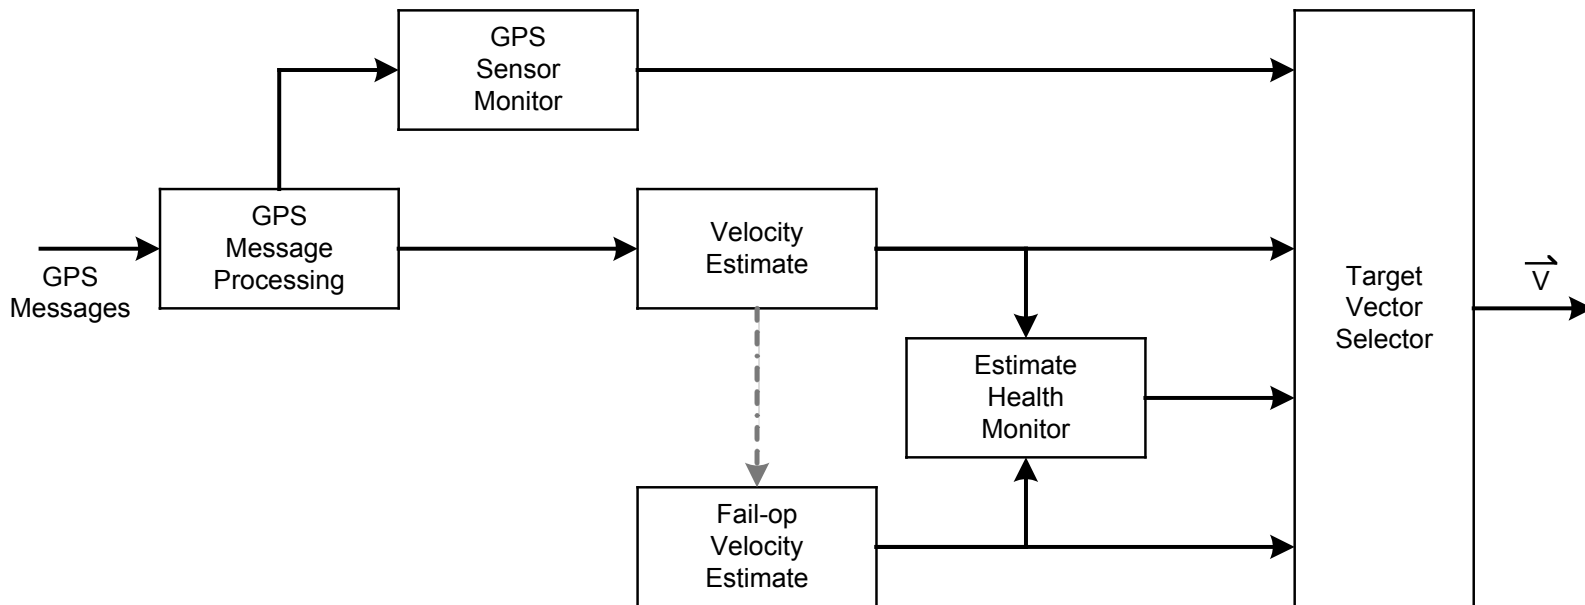 GPS
Sensor
Monitor
GPS
Message
Processing
GPS
Messages
Velocity
Estimate
Estimate
Health
Monitor
Fail-op
Velocity
Estimate
Target
Vector
Selector
V